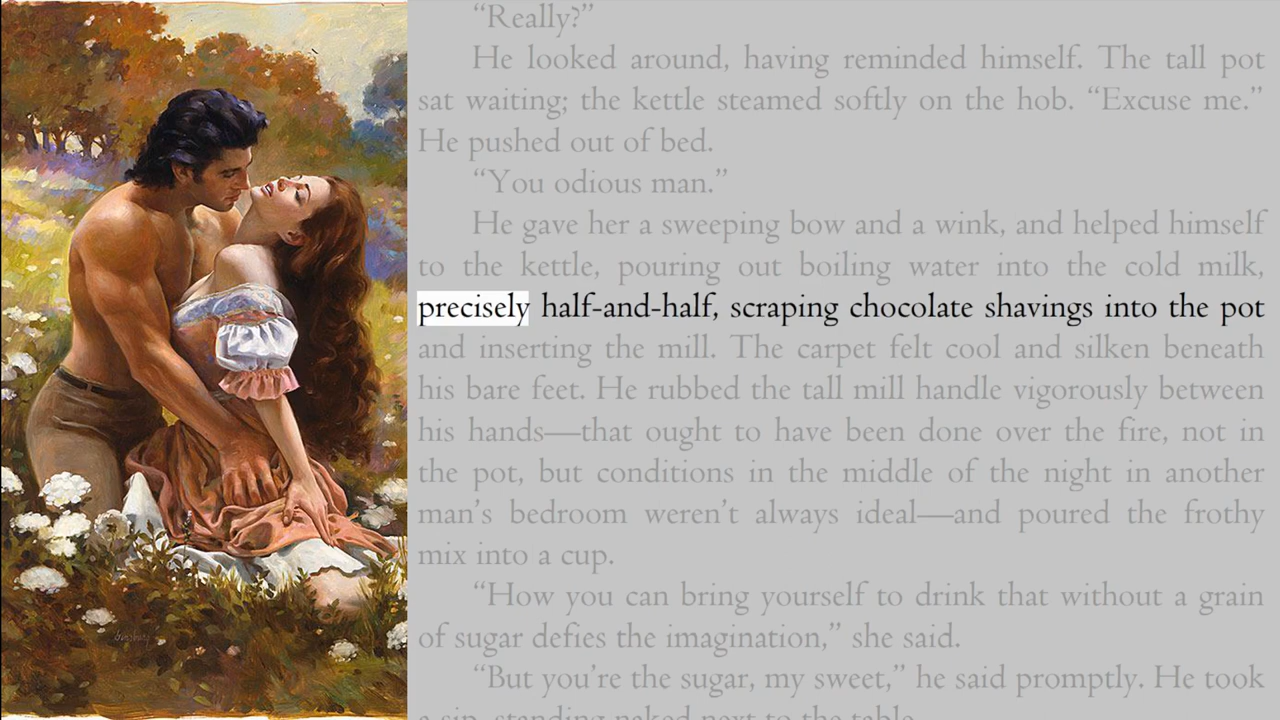 “Really?”
He looked around, having reminded himself. The tall pot
sat waiting; the kettle steamed softly on the hob. “Excuse me.”
He pushed out of bed.
“You odious man.”
He gave her a sweeping bow and a wink, and helped himself
to the kettle, pouring out boiling water into the cold milk,
precisely half-and-half, scraping chocolate shavings into the pot
and inserting the mill. The carpet felt cool and silken beneath
his bare feet. He rubbed the tall mill handle vigorously between
his hands—that ought to have been done over the fire, not in
the pot, but conditions in the middle of the night in another
man’s bedroom weren’t always ideal—and poured the frothy
mix into a cup.
“How you can bring yourself to drink that without a grain
of sugar defies the imagination,” she said.
“But you’re the sugar, my sweet,” he said promptly. He took
a sip, standing naked next to the table.